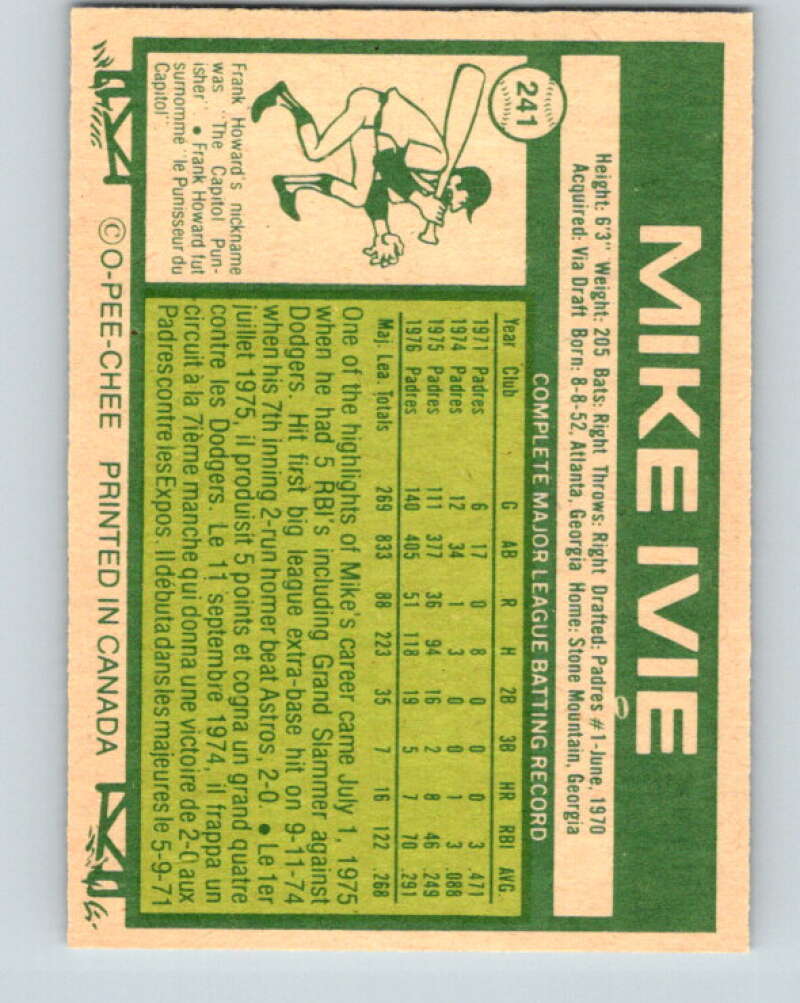 241
MIKE IVIE
Height: 6'3" Weight: 205 Bats: Right Throws: Right Drafted: Padres #1-June, 1970
Acquired: Via Draft Born: 8-8-52, Atlanta, Georgia Home: Stone Mountain, Georgia
COMPLETE MAJOR LEAGUE BATTING RECORD
Year Club G AB R H 2B 3B HR RBI AVG.
1971 Padres 6 17 0 8 0 0 0 3 .471
1974 Padres 12 34 1 3 0 0 1 3 .088
1975 Padres 111 377 36 94 16 2 8 46 .249
1976 Padres 140 405 51 118 19 5 7 70 .291
Maj. Lea. Totals 269 833 88 223 35 7 16 122 .268
One of the highlights of Mike's career came July 1, 1975
when he had 5 RBI's including Grand Slammer against
Dodgers. Hit first big league extra-base hit on 9-11-74
when his 7th inning 2-run homer beat Astros, 2-0. • Le 1er
juillet 1975, il produisit 5 points et cogna un grand quatre
contre les Dodgers. Le 11 septembre 1974, il frappa un
circuit à la 7ième manche qui donna une victoire de 2-0 aux
Padres contre les Expos. Il débuta dans les majeures le 5-9-71
Frank Howard's nickname
was "The Capitol Pun-
isher" • Frank Howard fut
surnommé "le Punisseur du
Capitol"
© O-PEE-CHEE PRINTED IN CANADA